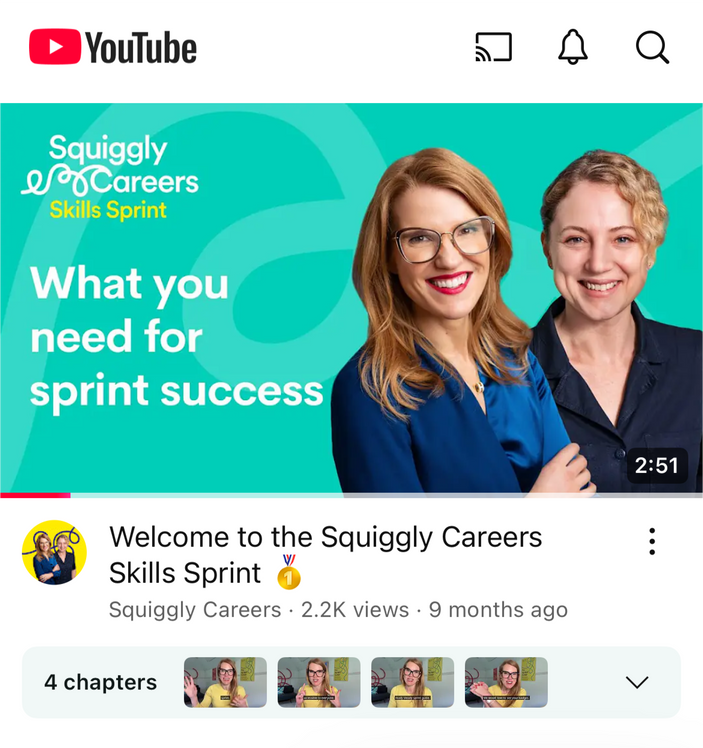 YouTube
Squiggly
Careers
Skills Sprint
What you
need for
sprint success
2:51
Welcome to the Squiggly Careers
Skills Sprint 🥇
Squiggly Careers · 2.2K views · 9 months ago
4 chapters